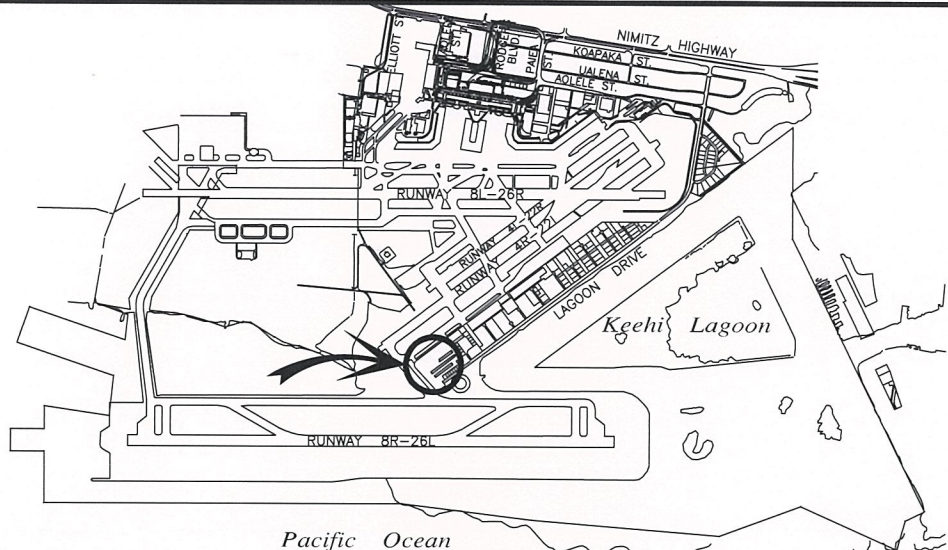 ELLIOTT ST.
ST.
RODGERS
BLVD.
PAIEA
ST.
NIMITZ HIGHWAY
KOAPAKA ST.
UALENA ST.
AOLELE ST.
RUNWAY 8L-26R
RUNWAY 4L-22R
RUNWAY 4R-22L
LAGOON DRIVE
Keehi Lagoon
RUNWAY 8R-26L
Pacific Ocean